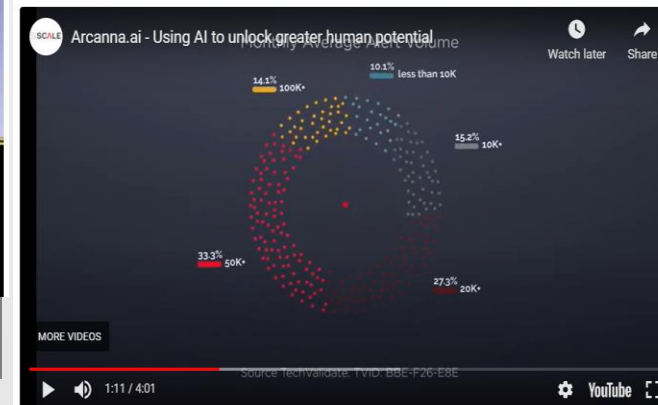 SCALE
Arcanna.ai - Using AI to unlock greater human potential
Monthly Average Alert Volume
Watch later
Share
10.1%
less than 10K
14.1%
100K+
15.2%
10K+
33.3%
50K+
27.3%
20K+
MORE VIDEOS
Source TechValidate. TVID: BBE-F26-E8E
1:11 / 4:01
YouTube